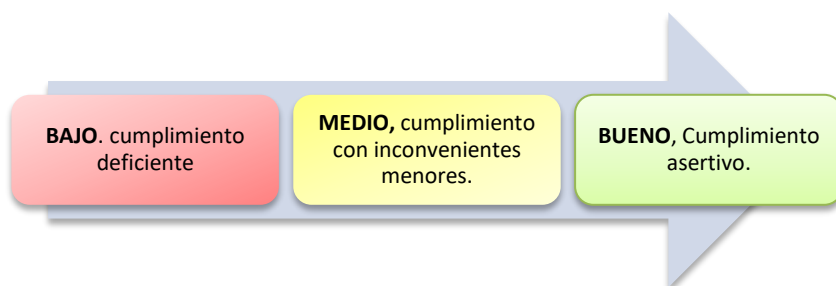 BAJO. cumplimiento
deficiente
MEDIO, cumplimiento
con inconvenientes
menores.
BUENO, Cumplimiento
asertivo.